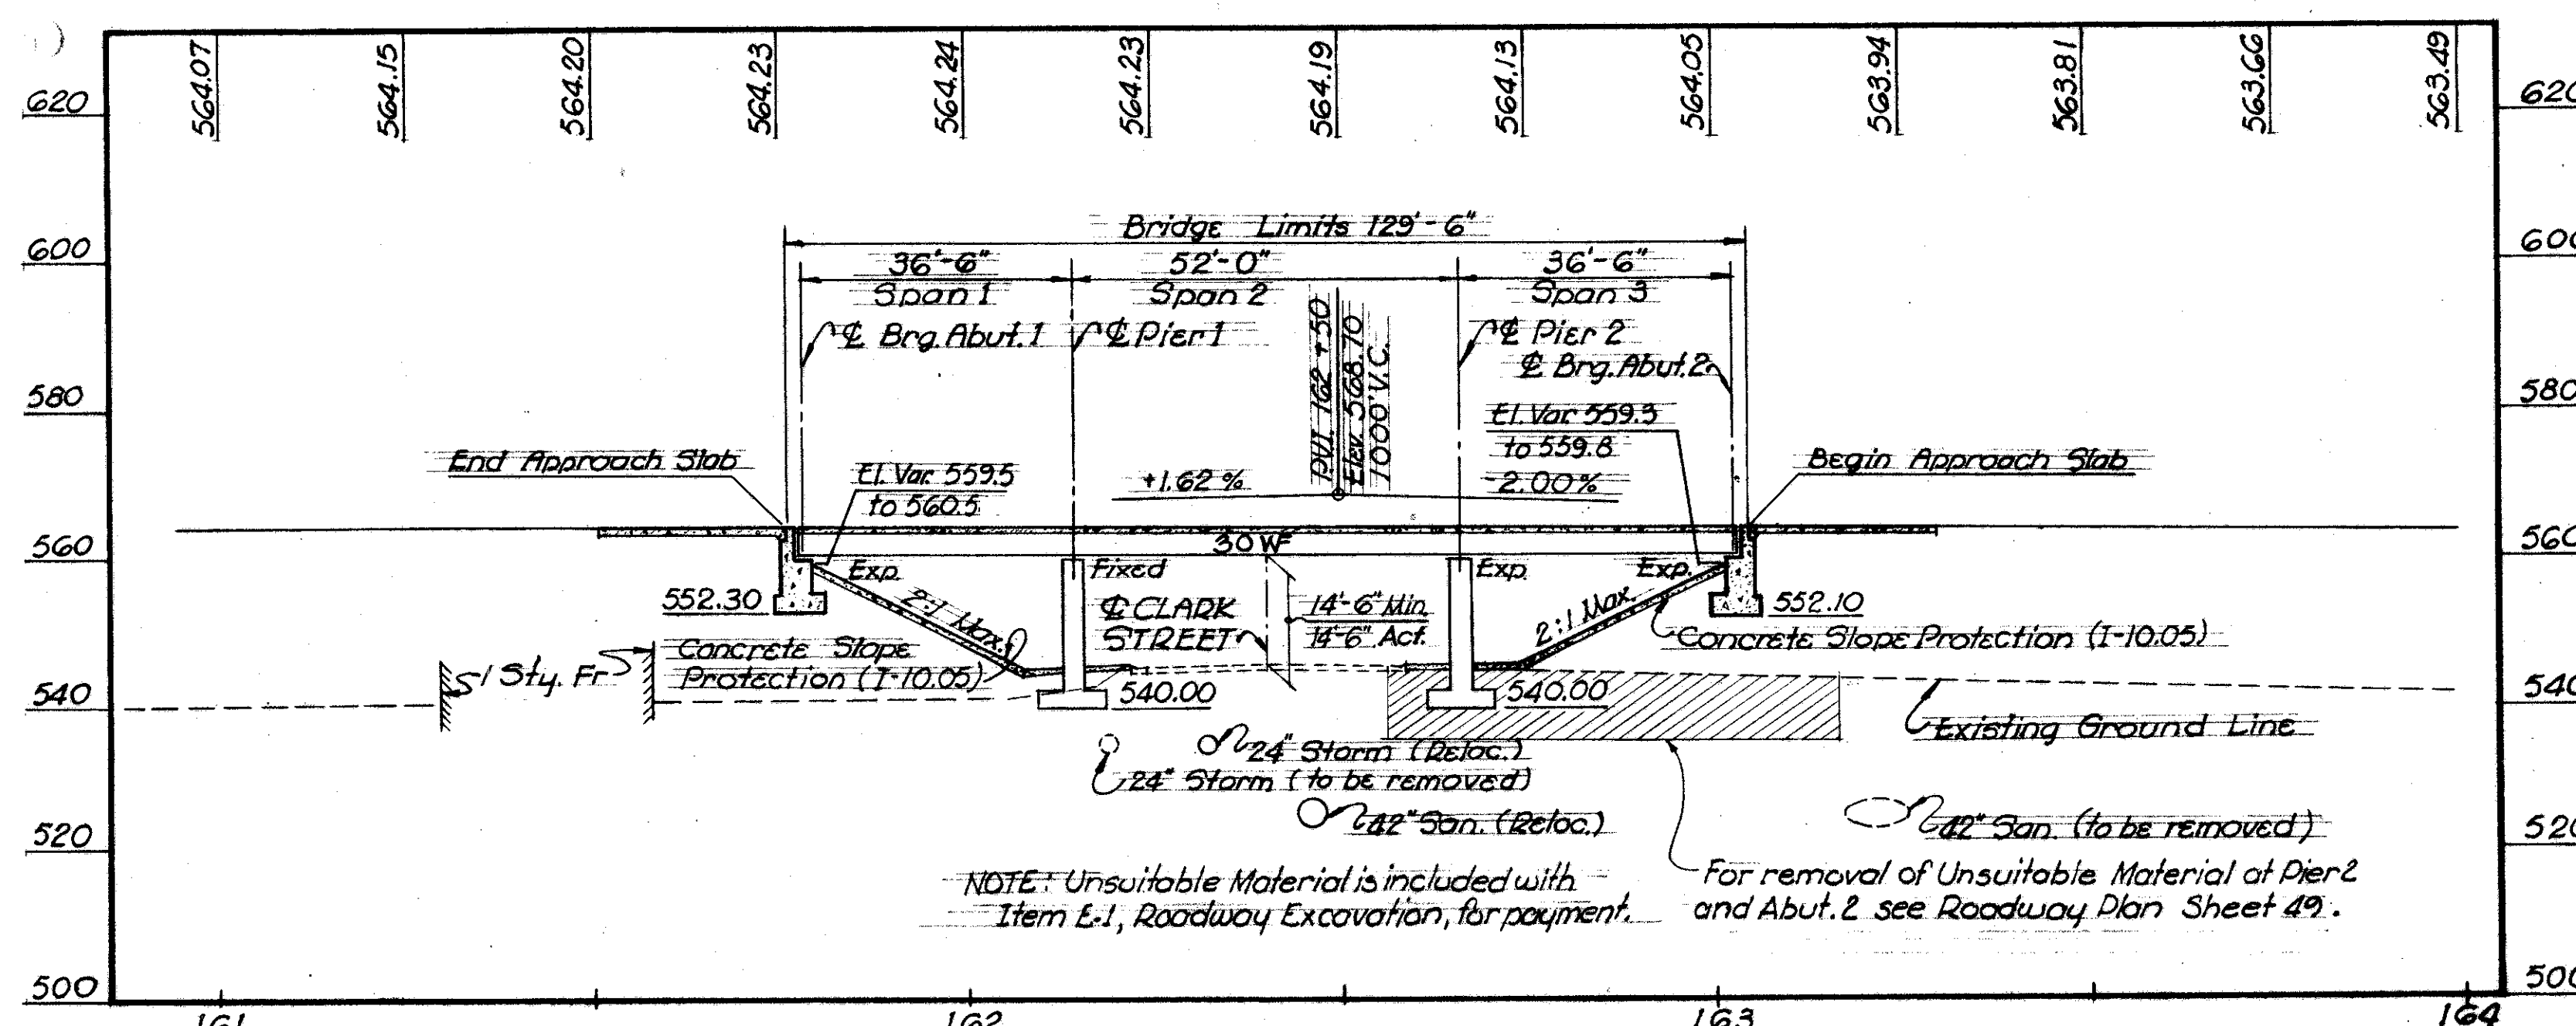 564.07
564.15
564.20
564.23
564.24
564.23
564.19
564.13
564.05
563.94
563.81
563.66
563.49
620
620
Bridge Limits 129'-6"
600
600
36'-6"
Span 1
52'-0"
Span 2
36'-6"
Span 3
℄ Brg. Abut. 1
℄ Pier 1
P.V.I. 162 + 50
Elev. 568.70
1000' V.C.
℄ Pier 2
℄ Brg. Abut. 2
580
580
End Approach Slab
El. Var. 559.5
to 560.5
+1.62 %
El. Var. 559.3
to 559.8
-2.00%
Begin Approach Slab
560
560
30 WF
Exp.
Fixed
Exp.
Exp.
552.30
2:1 Max.
℄ CLARK
STREET
14'-6" Min.
14'-6" Act.
2:1 Max.
552.10
1 Sty. Fr
Concrete Slope
Protection (I-10.05)
Concrete Slope Protection (I-10.05)
540
540
540.00
540.00
Existing Ground Line
24" Storm (Reloc.)
24" Storm (to be removed)
42" San. (Reloc.)
42" San. (to be removed)
520
520
NOTE: Unsuitable Material is included with
Item E-1, Roadway Excavation, for payment.
For removal of Unsuitable Material at Pier 2
and Abut. 2 see Roadway Plan Sheet 49.
500
500
161
162
163
164